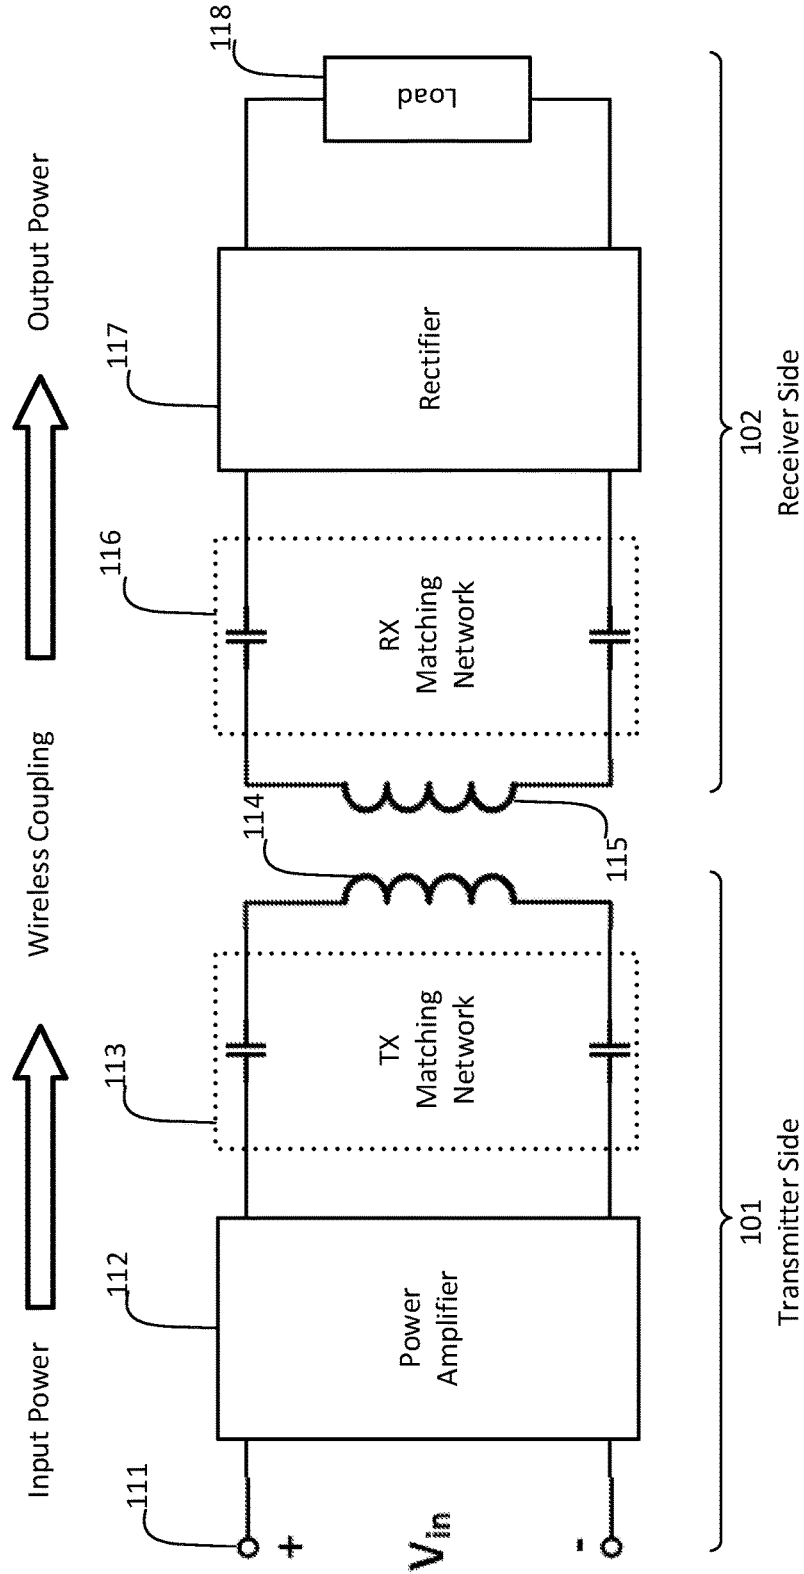 Input Power
Wireless Coupling
Output Power
111
112
113
114
115
116
117
118
+
Vin
-
Power
Amplifier
TX
Matching
Network
RX
Matching
Network
Rectifier
Load
101
Transmitter Side
102
Receiver Side